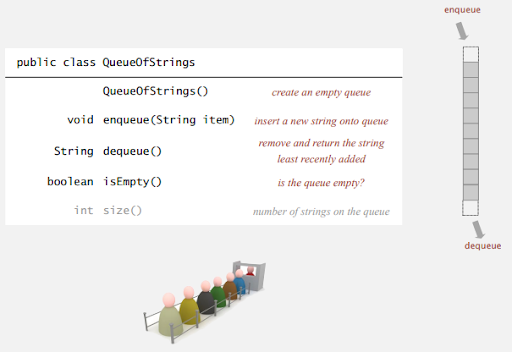 enqueue
public class QueueOfStrings
QueueOfStrings() create an empty queue
void enqueue(String item) insert a new string onto queue
String dequeue() remove and return the string
least recently added
boolean isEmpty() is the queue empty?
int size() number of strings on the queue
dequeue